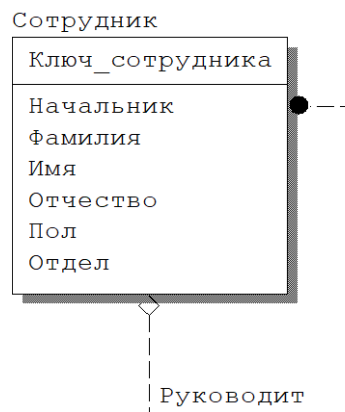 Сотрудник
Ключ_сотрудника
Начальник
Фамилия
Имя
Отчество
Пол
Отдел
Руководит